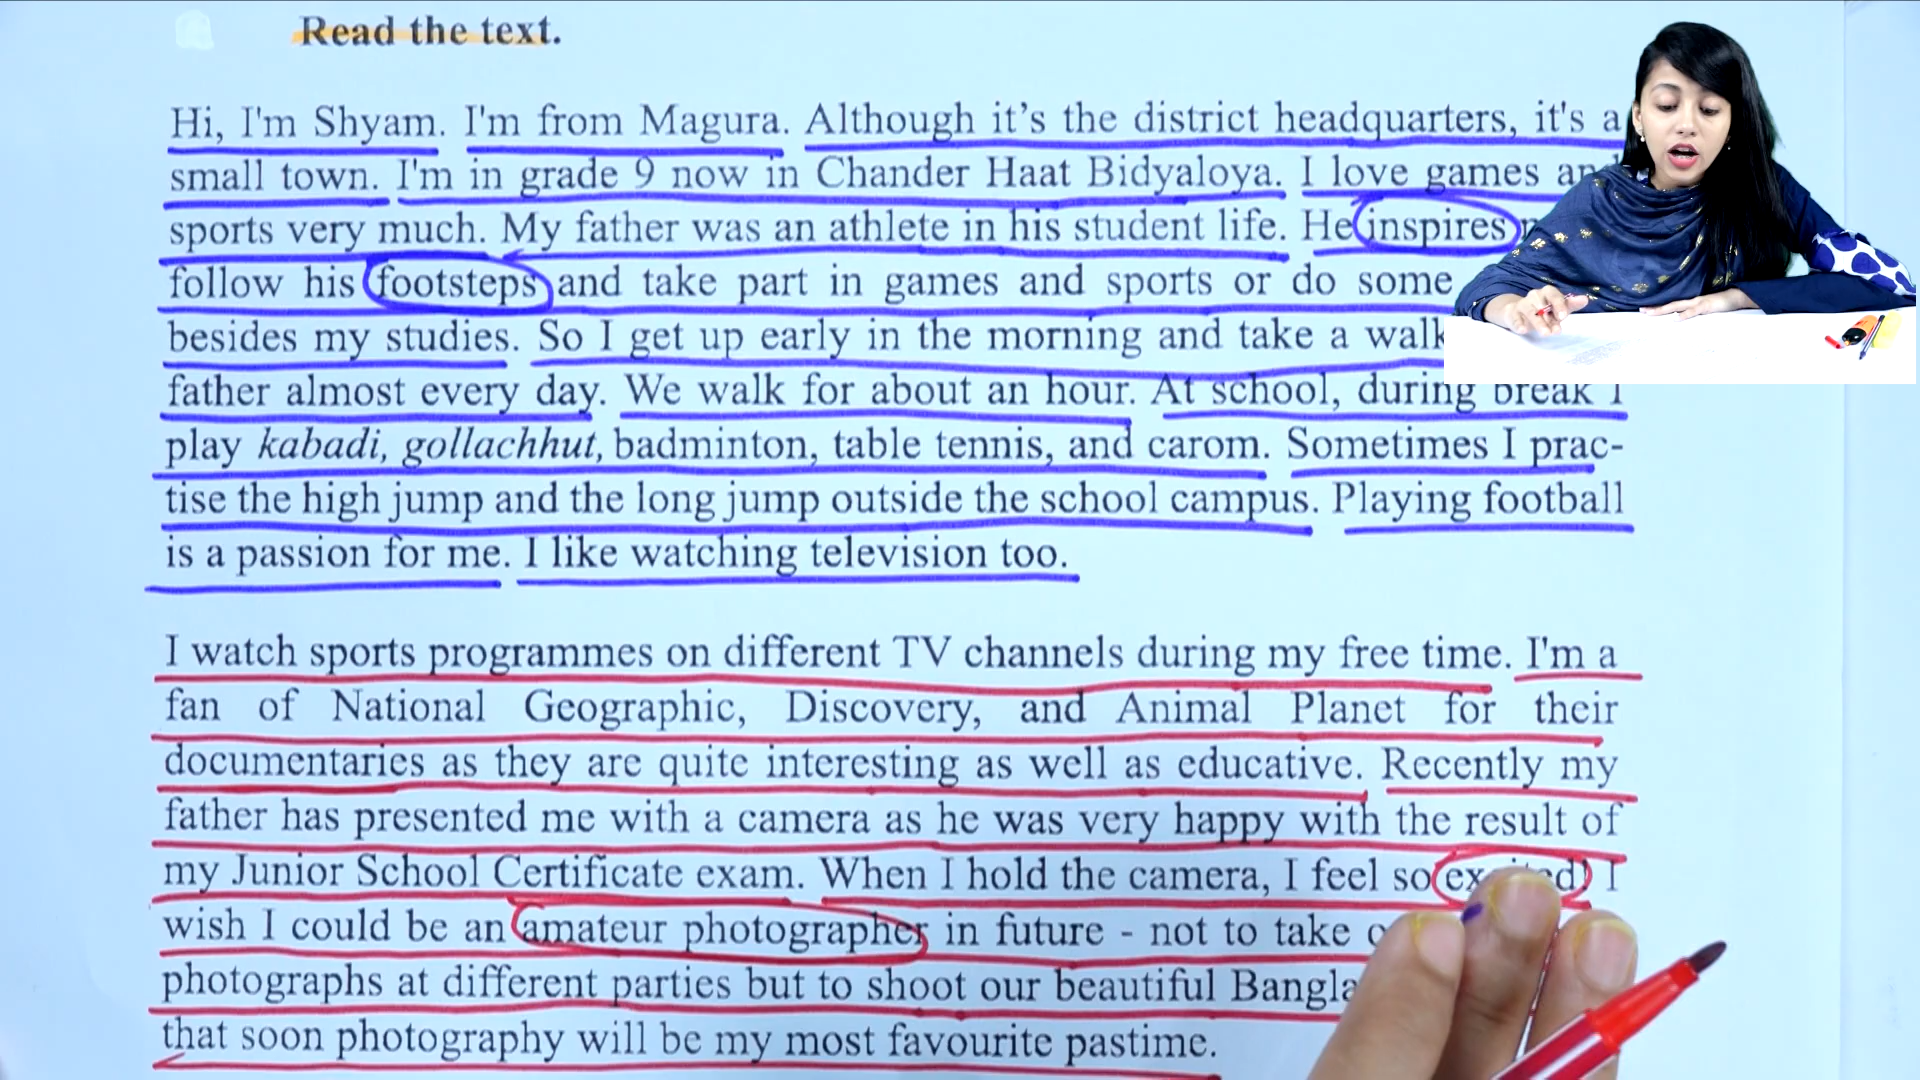 Read the text.
Hi, I'm Shyam. I'm from Magura. Although it’s the district headquarters, it's a
small town. I'm in grade 9 now in Chander Haat Bidyaloya. I love games and
sports very much. My father was an athlete in his student life. He inspires
follow his footsteps and take part in games and sports or do some
besides my studies. So I get up early in the morning and take a walk
father almost every day. We walk for about an hour. At school, during break I
play kabadi, gollachhut, badminton, table tennis, and carom. Sometimes I prac-
tise the high jump and the long jump outside the school campus. Playing football
is a passion for me. I like watching television too.
I watch sports programmes on different TV channels during my free time. I'm a
fan of National Geographic, Discovery, and Animal Planet for their
documentaries as they are quite interesting as well as educative. Recently my
father has presented me with a camera as he was very happy with the result of
my Junior School Certificate exam. When I hold the camera, I feel so excited! I
wish I could be an amateur photographer in future - not to take
photographs at different parties but to shoot our beautiful
that soon photography will be my most favourite pastime.